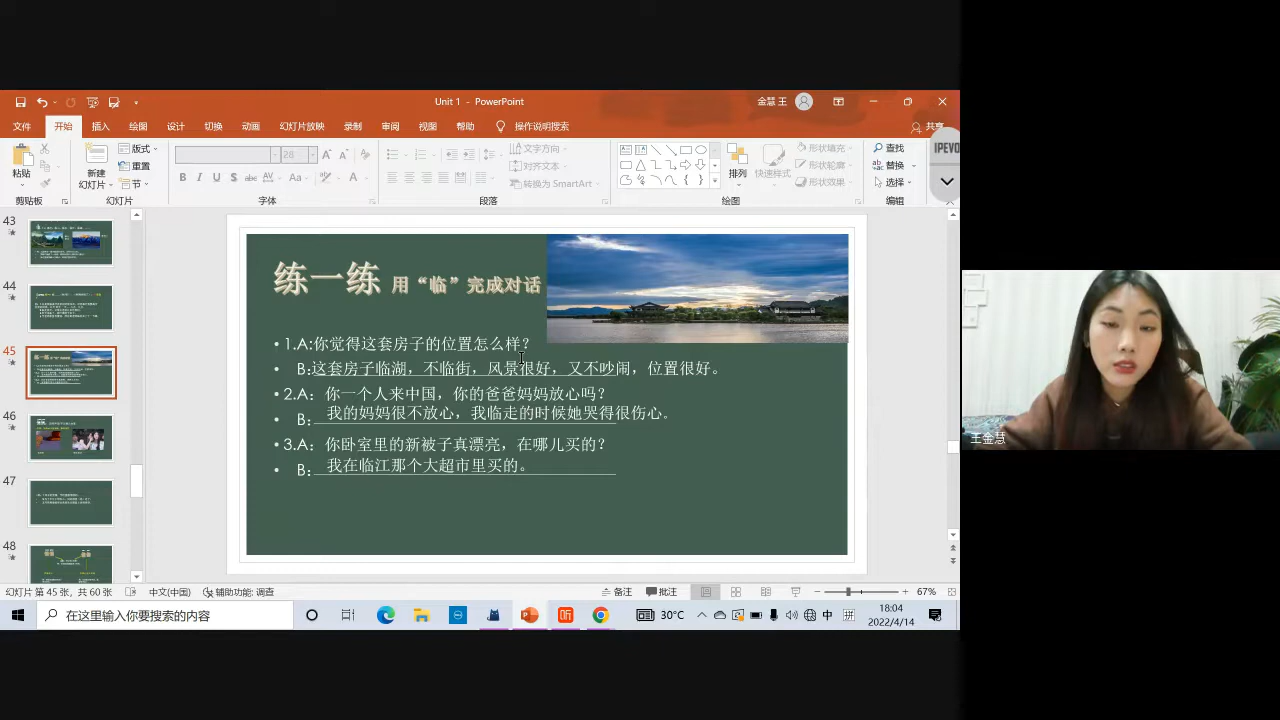 Unit 1 - PowerPoint
金慧 王
文件
开始
插入
绘图
设计
切换
动画
幻灯片放映
录制
审阅
视图
帮助
操作说明搜索
共享
IPEVO
粘贴
新建
幻灯片
版式
重置
节
28
文字方向
对齐文本
转换为 SmartArt
排列
快速样式
形状填充
形状轮廓
形状效果
查找
替换
选择
剪贴板
幻灯片
字体
段落
绘图
编辑
43
44
45
46
47
48
练一练 用“临”完成对话
• 1.A:你觉得这套房子的位置怎么样?
• B:这套房子临湖，不临街，风景很好，又不吵闹，位置很好。
• 2.A：你一个人来中国，你的爸爸妈妈放心吗?
• B: 我的妈妈很不放心，我临走的时候她哭得很伤心。
• 3.A：你卧室里的新被子真漂亮，在哪儿买的?
• B: 我在临江那个大超市里买的。
王金慧
幻灯片 第 45 张，共 60 张
中文(中国)
辅助功能: 调查
备注
批注
67%
在这里输入你要搜索的内容
30°C
中
拼
18:04
2022/4/14